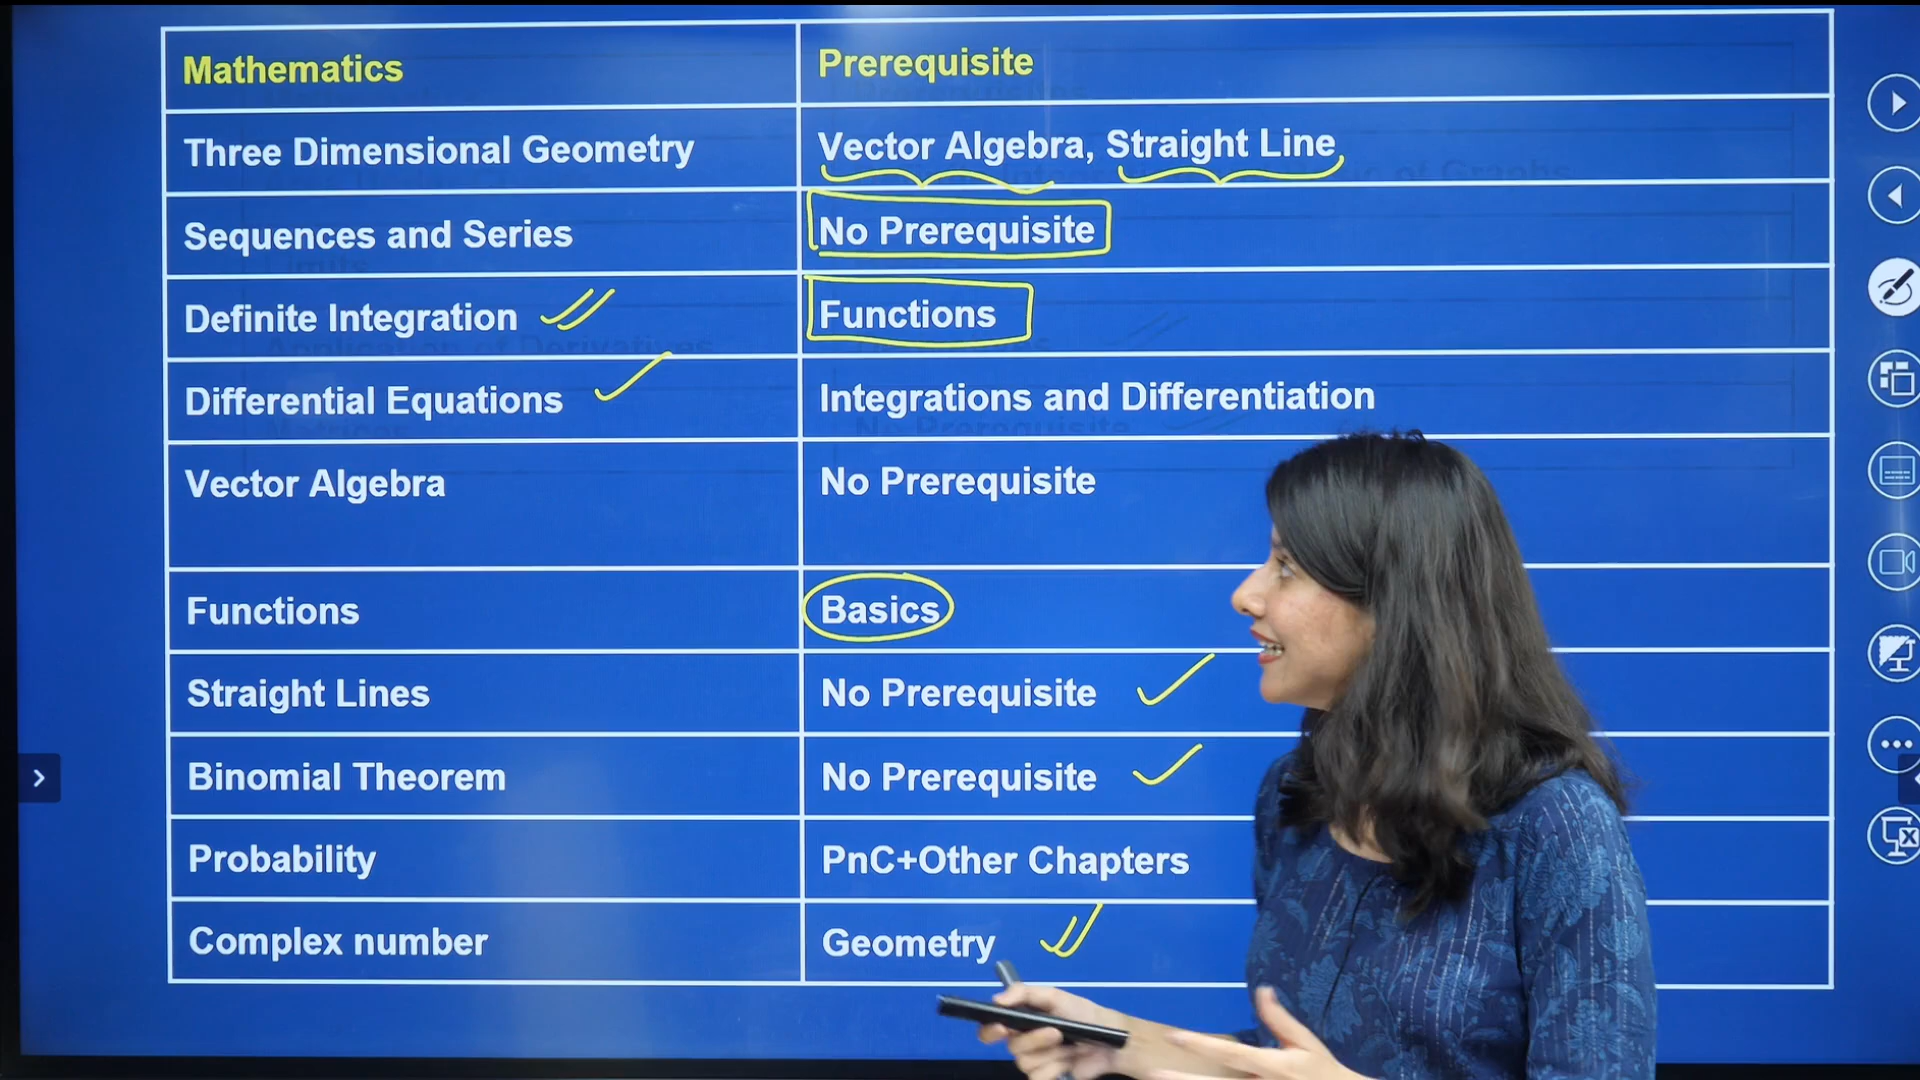 Mathematics Prerequisite
Three Dimensional Geometry Vector Algebra, Straight Line
Sequences and Series No Prerequisite
Definite Integration Functions
Differential Equations Integrations and Differentiation
Vector Algebra No Prerequisite
Functions Basics
Straight Lines No Prerequisite
Binomial Theorem No Prerequisite
Probability PnC+Other Chapters
Complex number Geometry